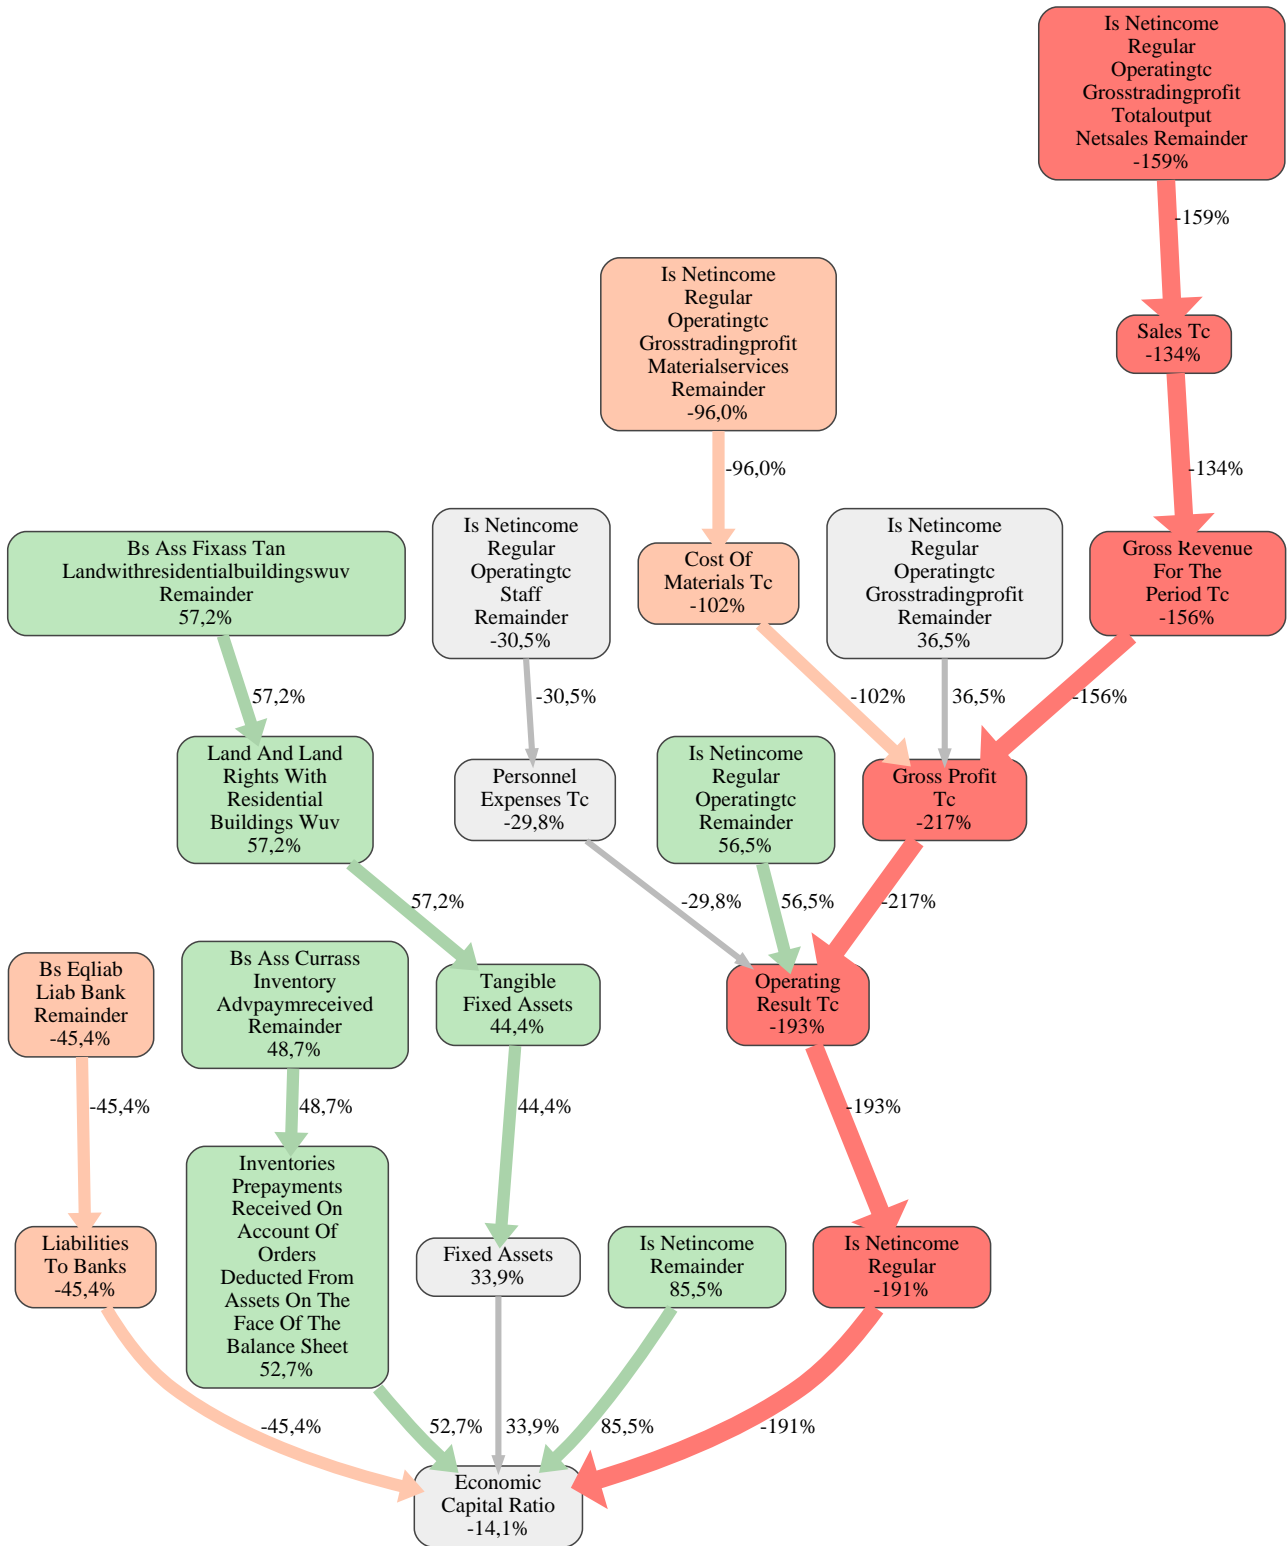 Is Netincome
Regular
Operatingtc
Grosstradingprofit
Totaloutput
Netsales Remainder
-159%
-159%
Is Netincome
Regular
Operatingtc
Grosstradingprofit
Materialservices
Remainder
-96,0%
Sales Tc
-134%
-96,0%
-134%
Bs Ass Fixass Tan
Landwithresidentialbuildingswuv
Remainder
57,2%
Is Netincome
Regular
Operatingtc
Staff
Remainder
-30,5%
Cost Of
Materials Tc
-102%
Is Netincome
Regular
Operatingtc
Grosstradingprofit
Remainder
36,5%
Gross Revenue
For The
Period Tc
-156%
57,2%
-30,5%
-102%
36,5%
-156%
Land And Land
Rights With
Residential
Buildings Wuv
57,2%
Personnel
Expenses Tc
-29,8%
Is Netincome
Regular
Operatingtc
Remainder
56,5%
Gross Profit
Tc
-217%
57,2%
-29,8%
56,5%
-217%
Bs Eqliab
Liab Bank
Remainder
-45,4%
Bs Ass Currass
Inventory
Advpaymreceived
Remainder
48,7%
Tangible
Fixed Assets
44,4%
Operating
Result Tc
-193%
-45,4%
48,7%
44,4%
-193%
Liabilities
To Banks
-45,4%
Inventories
Prepayments
Received On
Account Of
Orders
Deducted From
Assets On The
Face Of The
Balance Sheet
52,7%
Fixed Assets
33,9%
Is Netincome
Remainder
85,5%
Is Netincome
Regular
-191%
-45,4%
52,7%
33,9%
85,5%
-191%
Economic
Capital Ratio
-14,1%